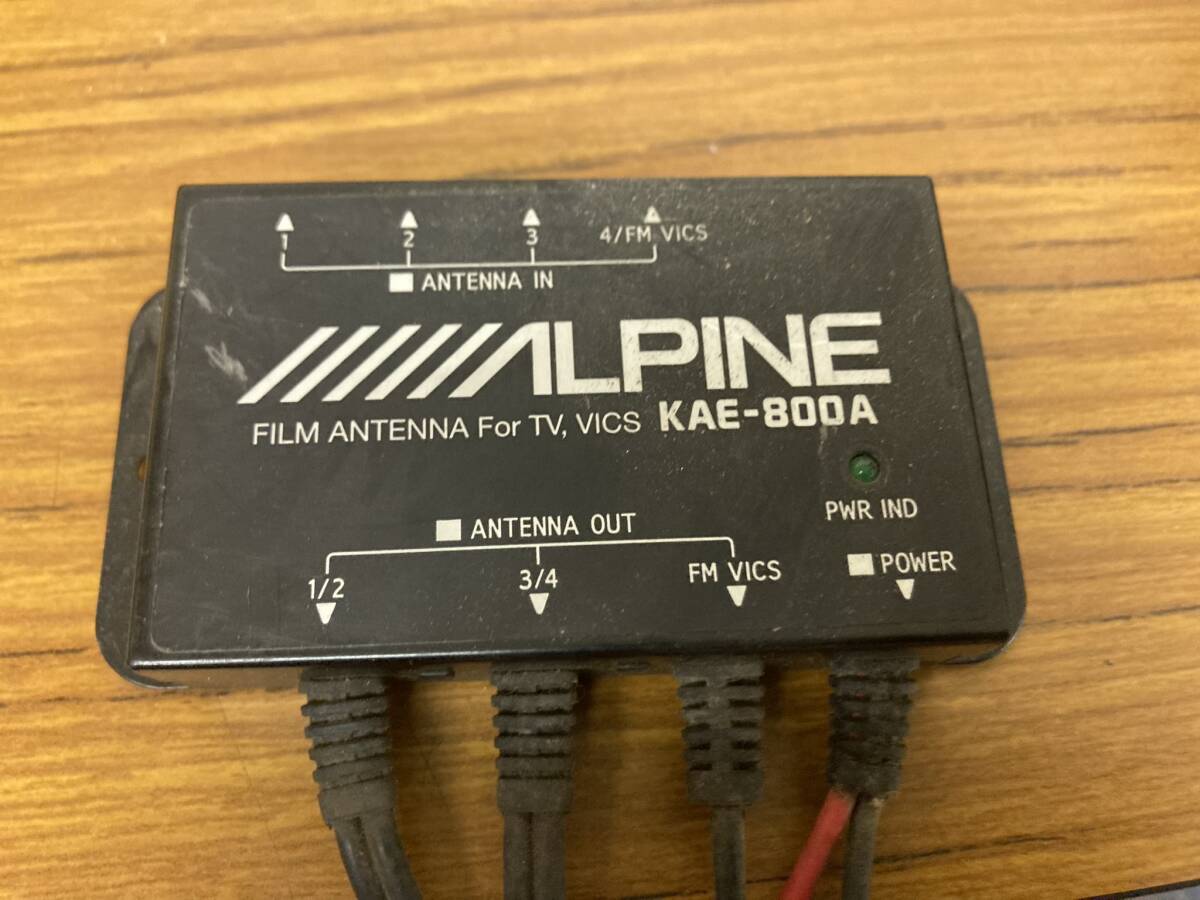 1 2 3 4/FM VICS
ANTENNA IN
ALPINE
FILM ANTENNA For TV, VICS KAE-800A
PWR IND
ANTENNA OUT
1/2 3/4 FM VICS
POWER